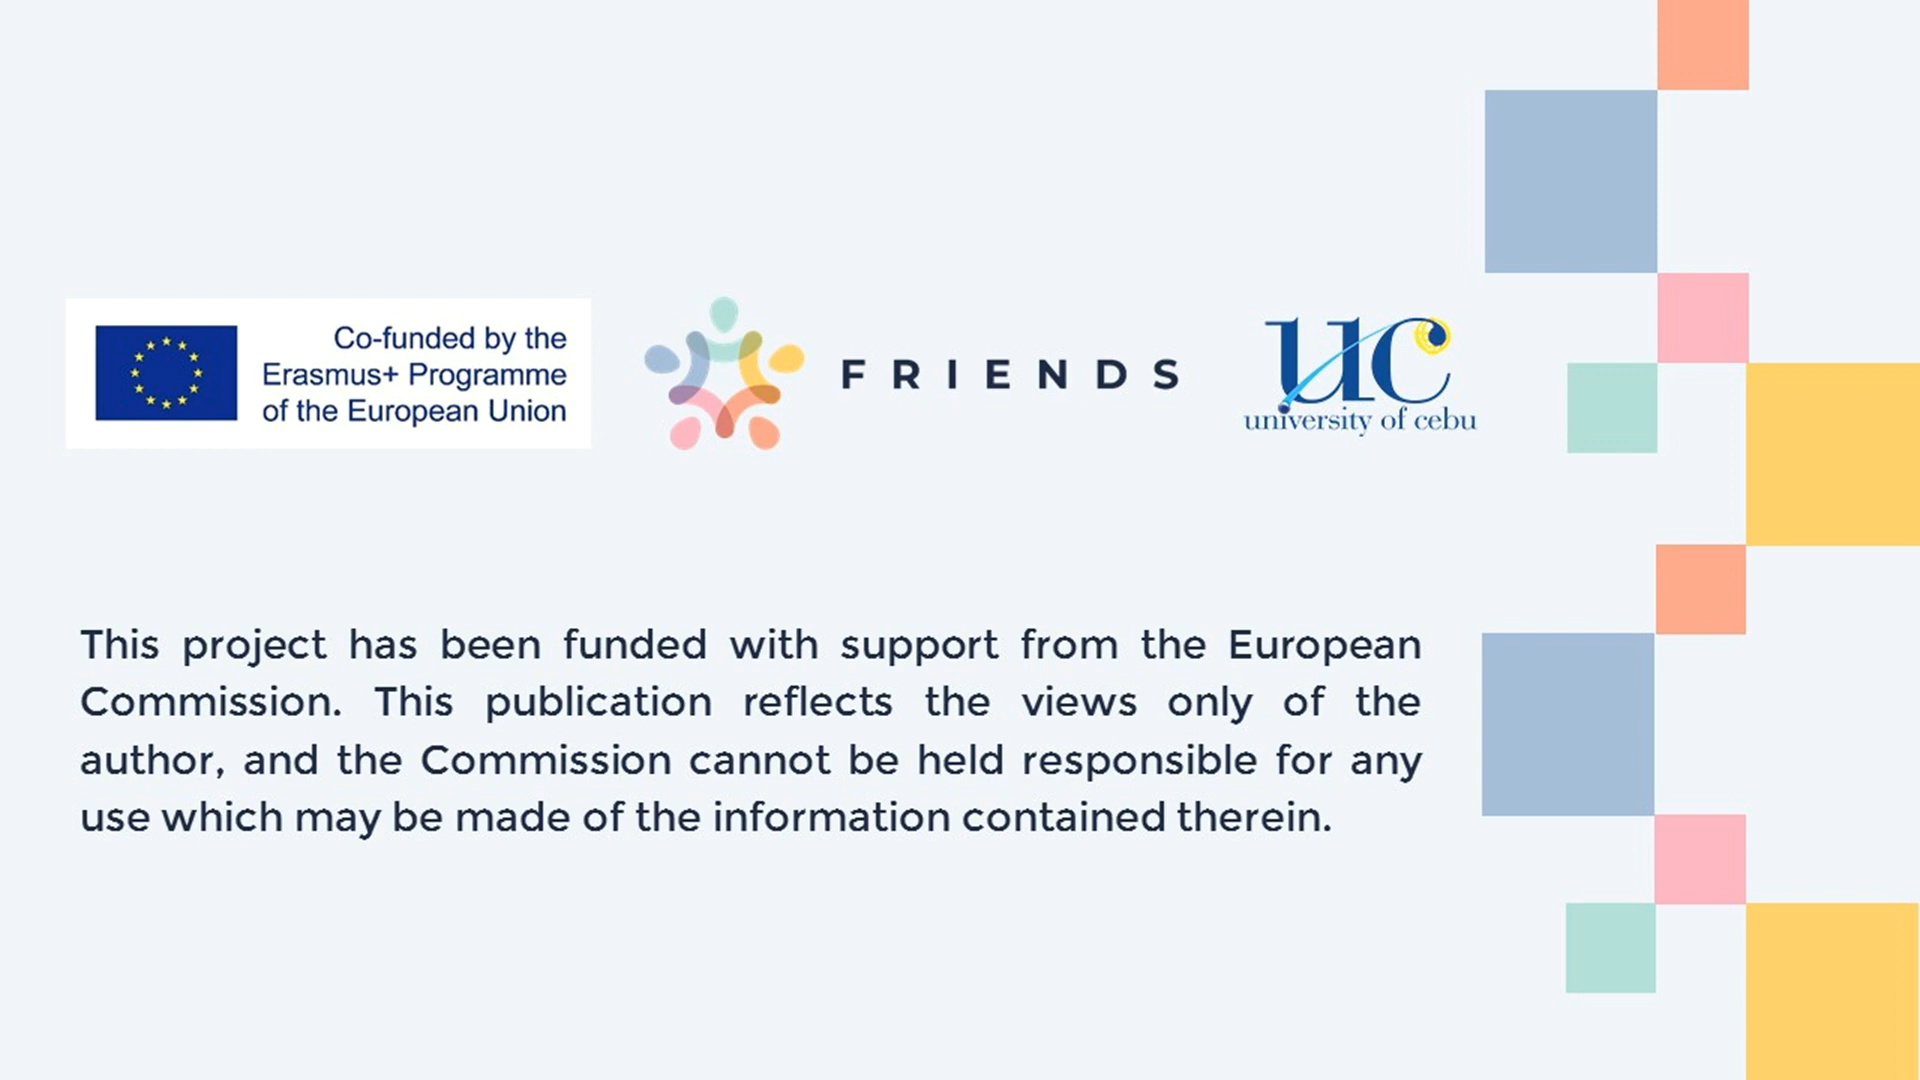 Co-funded by the
Erasmus+ Programme
of the European Union
FRIENDS
uc
university of cebu
This project has been funded with support from the European
Commission. This publication reflects the views only of the
author, and the Commission cannot be held responsible for any
use which may be made of the information contained therein.